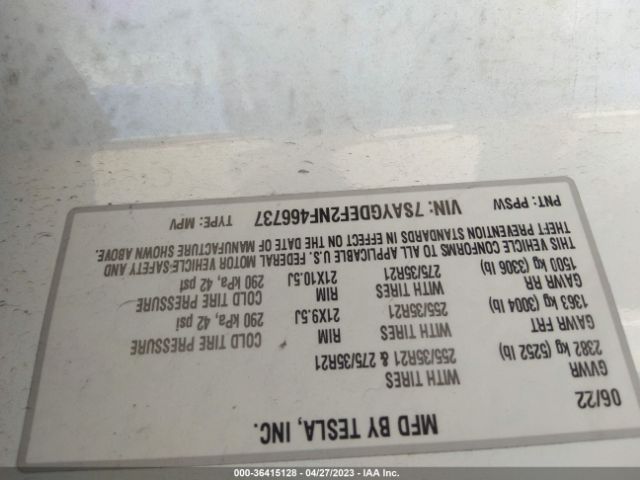 MFD BY TESLA, INC.
06/22
GVWR WITH TIRES COLD TIRE PRESSURE
2382 kg (5252 lb) 255/35R21 & 275/35R21
GAWR FRT WITH TIRES RIM COLD TIRE PRESSURE
1363 kg (3004 lb) 255/35R21 21X9.5J 290 kPa, 42 psi
GAWR RR WITH TIRES RIM COLD TIRE PRESSURE
1500 kg (3306 lb) 275/35R21 21X10.5J 290 kPa, 42 psi
THIS VEHICLE CONFORMS TO ALL APPLICABLE U.S. FEDERAL MOTOR VEHICLE-SAFETY AND
THEFT PREVENTION STANDARDS IN EFFECT ON THE DATE OF MANUFACTURE SHOWN ABOVE.
PNT: PPSW VIN: 7SAYGDEF2NF466737 TYPE: MPV
000-36415128 - 04/27/2023 - IAA Inc.